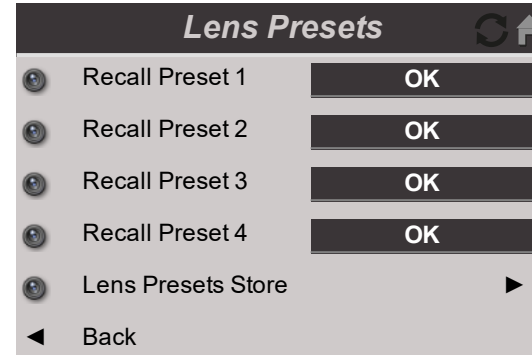 Lens Presets
Recall Preset 1 OK
Recall Preset 2 OK
Recall Preset 3 OK
Recall Preset 4 OK
Lens Presets Store ►
◄ Back